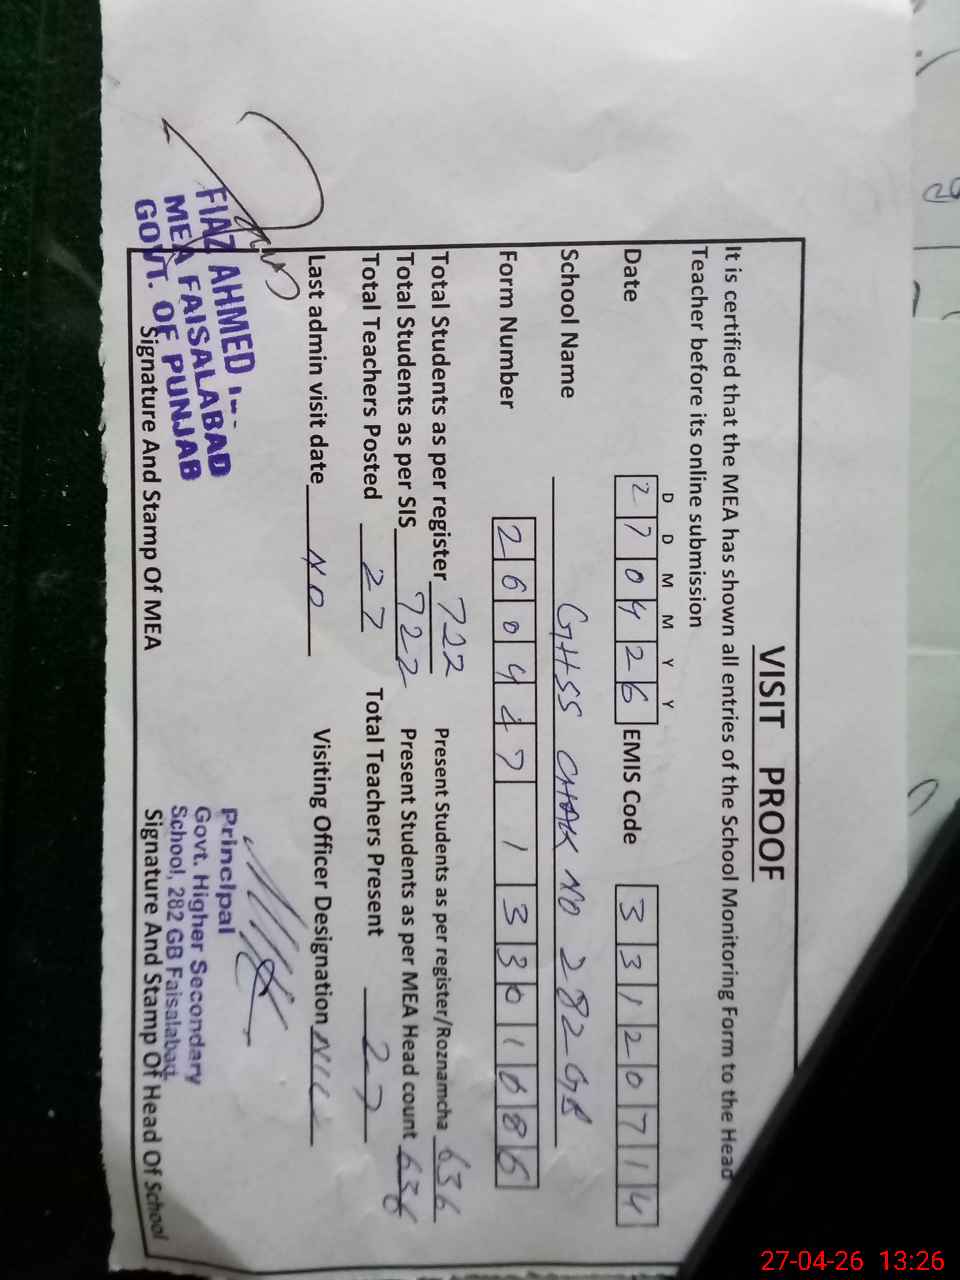 VISIT PROOF
It is certified that the MEA has shown all entries of the School Monitoring Form to the Head
Teacher before its online submission
D D M M Y Y
Date 2 7 0 4 2 6 EMIS Code 3 3 1 2 0 7 1 4
School Name GHSS CHAK NO 282 GB
Form Number 2 6 0 4 2 7 1 3 3 0 1 0 8 6
Total Students as per register 722 Present Students as per register/Roznamcha 636
Total Students as per SIS 722 Present Students as per MEA Head count 636
Total Teachers Posted 27 Total Teachers Present 27
Last admin visit date NO Visiting Officer Designation NIL
FIAZ AHMED
MEA FAISALABAD
GOVT. OF PUNJAB
Signature And Stamp Of MEA
Principal
Govt. Higher Secondary
School, 282 GB Faisalabad
Signature And Stamp Of Head Of School
27-04-26 13:26